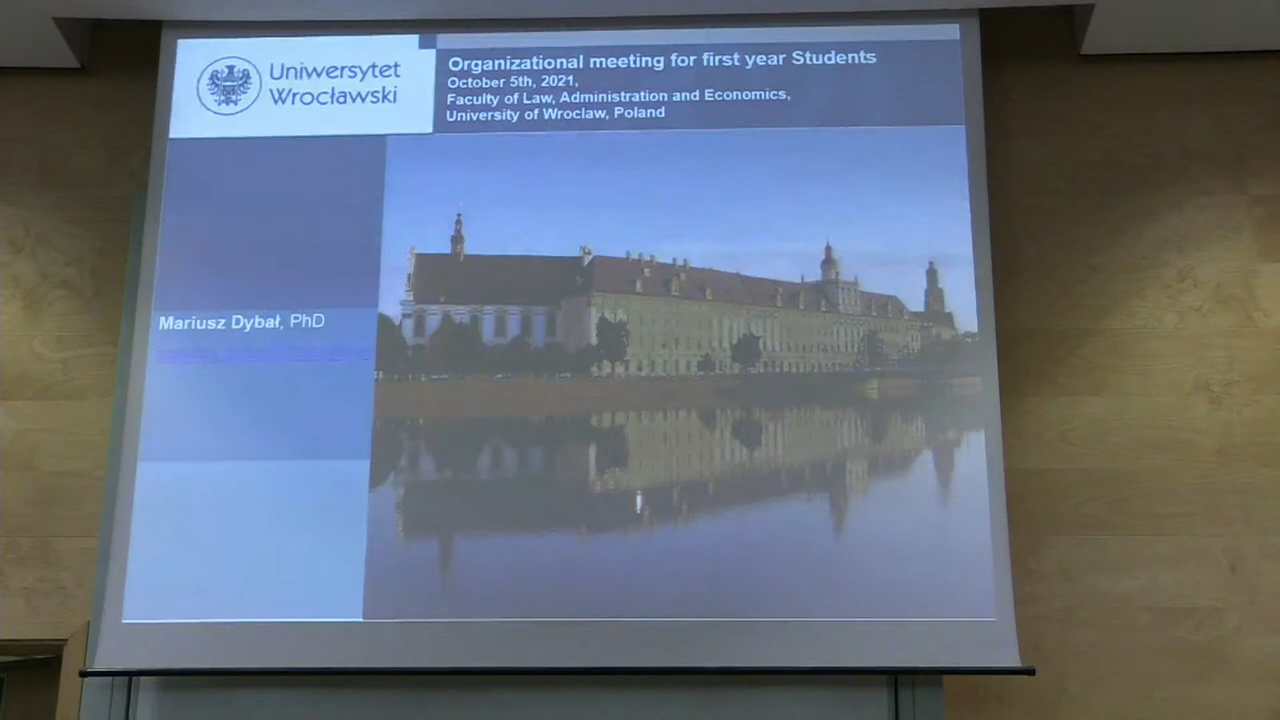 Uniwersytet
Wrocławski
Organizational meeting for first year Students
October 5th, 2021,
Faculty of Law, Administration and Economics,
University of Wroclaw, Poland
Mariusz Dybał, PhD